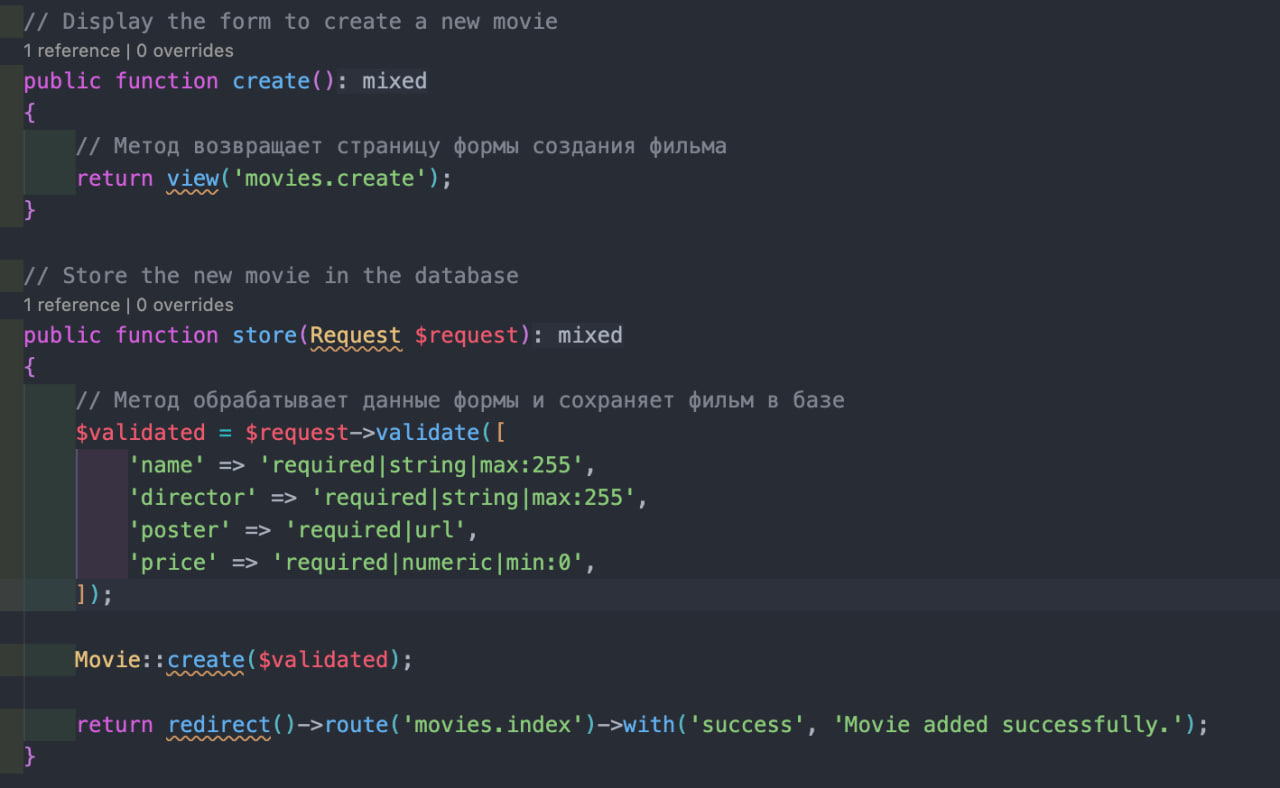 // Display the form to create a new movie
1 reference | 0 overrides
public function create(): mixed
{
// Метод возвращает страницу формы создания фильма
return view('movies.create');
}
// Store the new movie in the database
1 reference | 0 overrides
public function store(Request $request): mixed
{
// Метод обрабатывает данные формы и сохраняет фильм в базе
$validated = $request->validate([
'name' => 'required|string|max:255',
'director' => 'required|string|max:255',
'poster' => 'required|url',
'price' => 'required|numeric|min:0',
]);
Movie::create($validated);
return redirect()->route('movies.index')->with('success', 'Movie added successfully.');
}